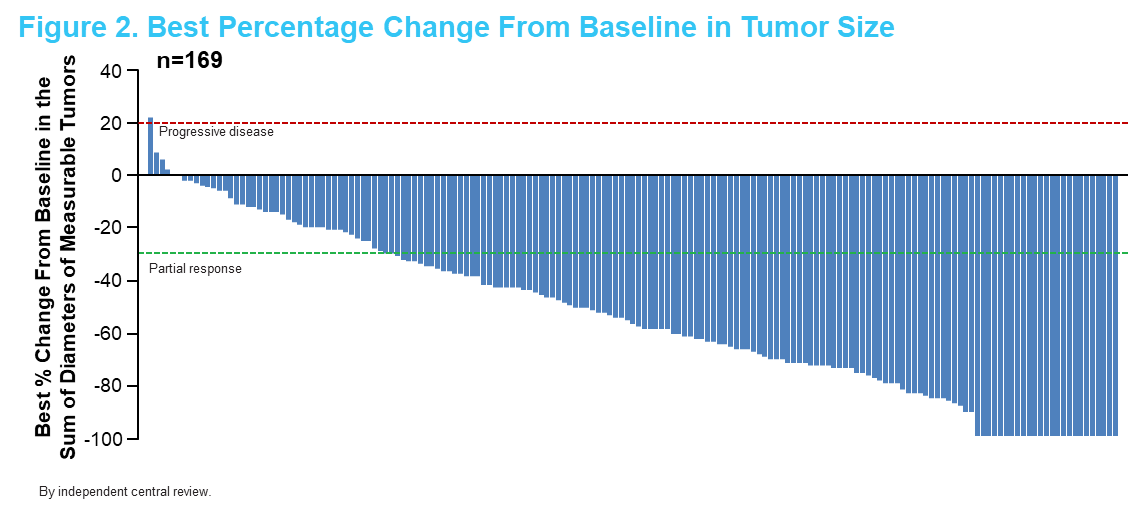 Figure 2. Best Percentage Change From Baseline in Tumor Size
n=169
Best % Change From Baseline in the
Sum of Diameters of Measurable Tumors
40
20
0
-20
-40
-60
-80
-100
Progressive disease
Partial response
By independent central review.